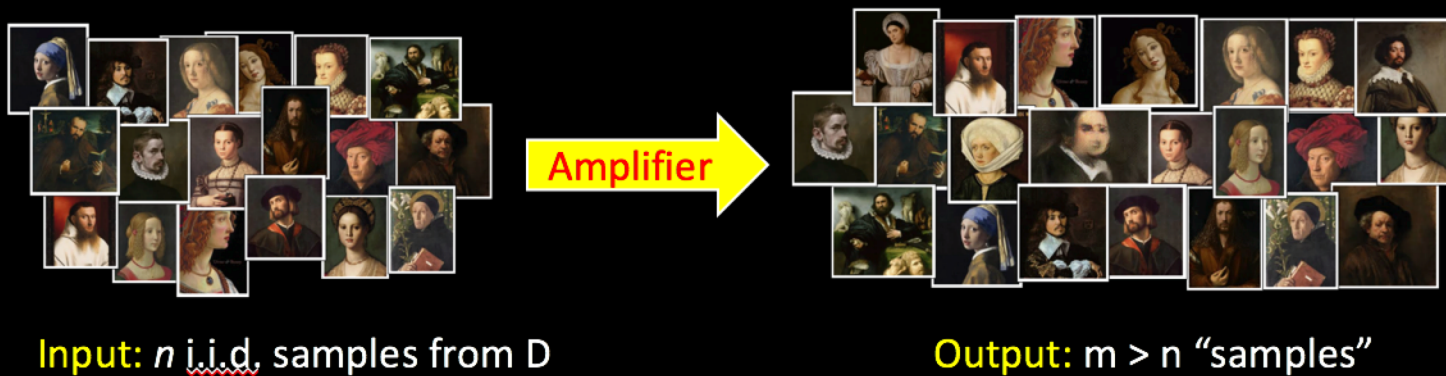 Amplifier
Input: n i.i.d. samples from D
Output: m > n “samples”